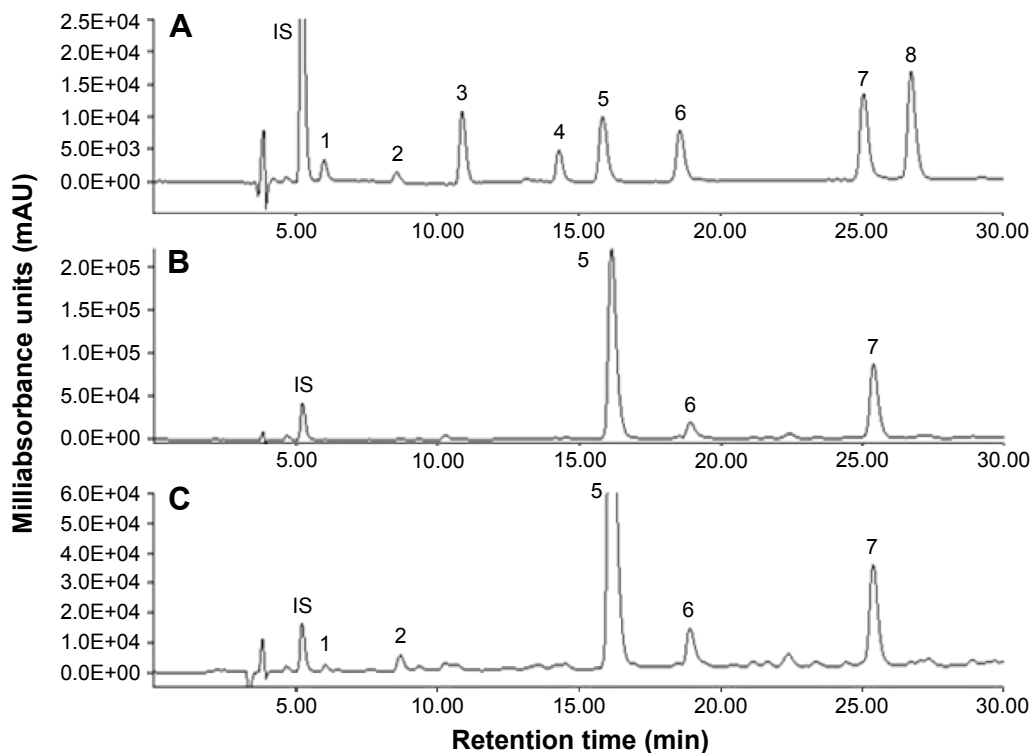 Milliabsorbance units (mAU)
A
2.5E+04
2.0E+04
1.5E+04
1.0E+04
5.0E+03
0.0E+00
IS
1
2
3
4
5
6
7
8
5.00 10.00 15.00 20.00 25.00 30.00
B
2.0E+05
1.5E+05
1.0E+05
5.0E+04
0.0E+00
IS
5
6
7
5.00 10.00 15.00 20.00 25.00 30.00
C
6.0E+04
5.0E+04
4.0E+04
3.0E+04
2.0E+04
1.0E+04
0.0E+00
IS
1
2
5
6
7
5.00 10.00 15.00 20.00 25.00 30.00
Retention time (min)